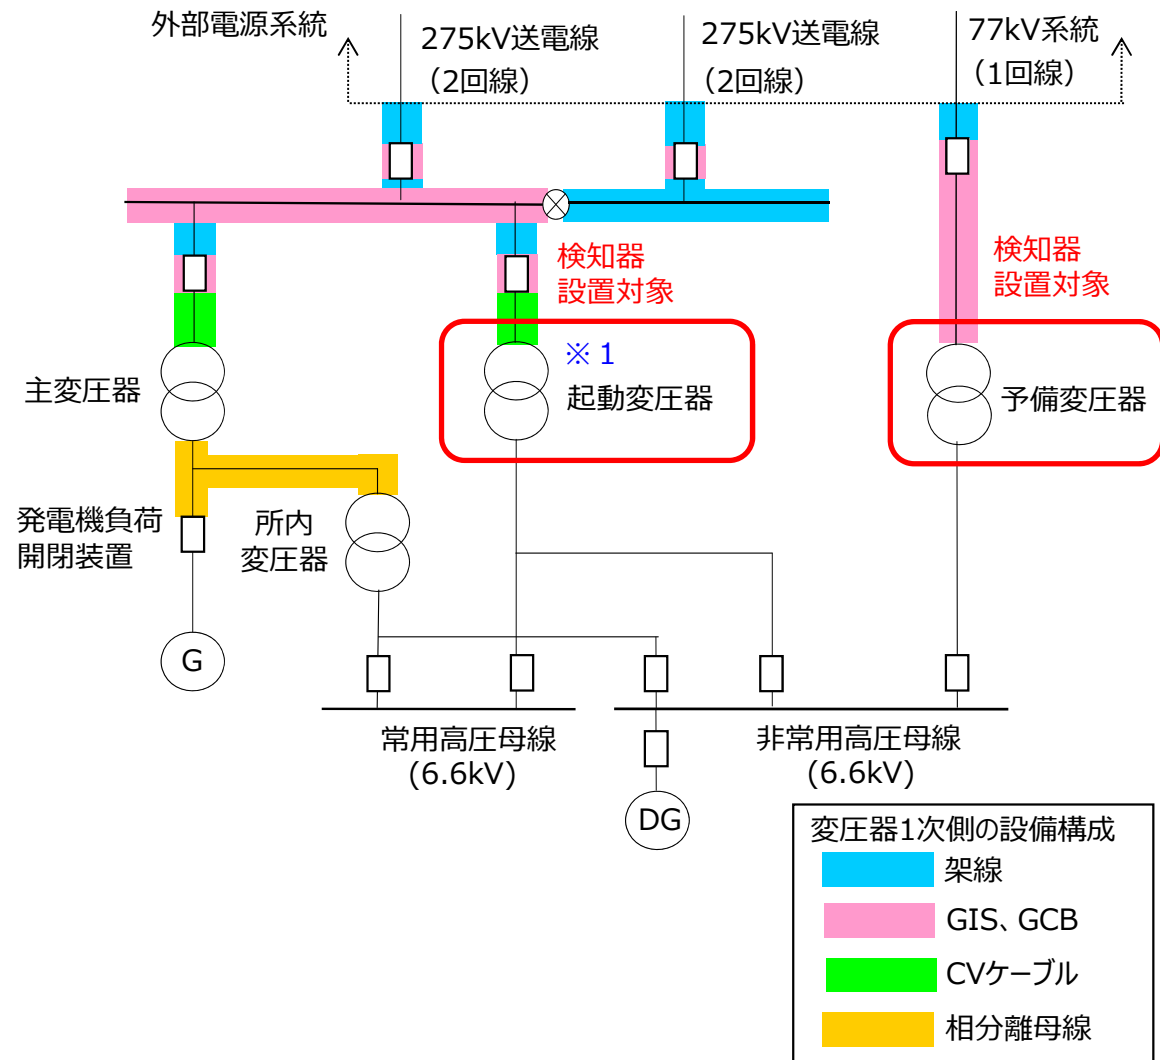 外部電源系統
275kV送電線
（2回線）
275kV送電線
（2回線）
77kV系統
（1回線）
検知器
設置対象
検知器
設置対象
※１
起動変圧器
予備変圧器
主変圧器
発電機負荷
開閉装置
所内
変圧器
G
常用高圧母線
(6.6kV)
非常用高圧母線
(6.6kV)
DG
変圧器1次側の設備構成
架線
GIS、GCB
CVケーブル
相分離母線